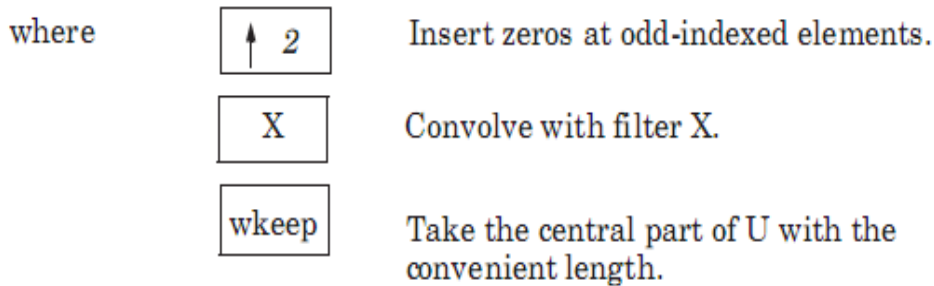 where ↑ 2 Insert zeros at odd-indexed elements.
X Convolve with filter X.
wkeep Take the central part of U with the
convenient length.